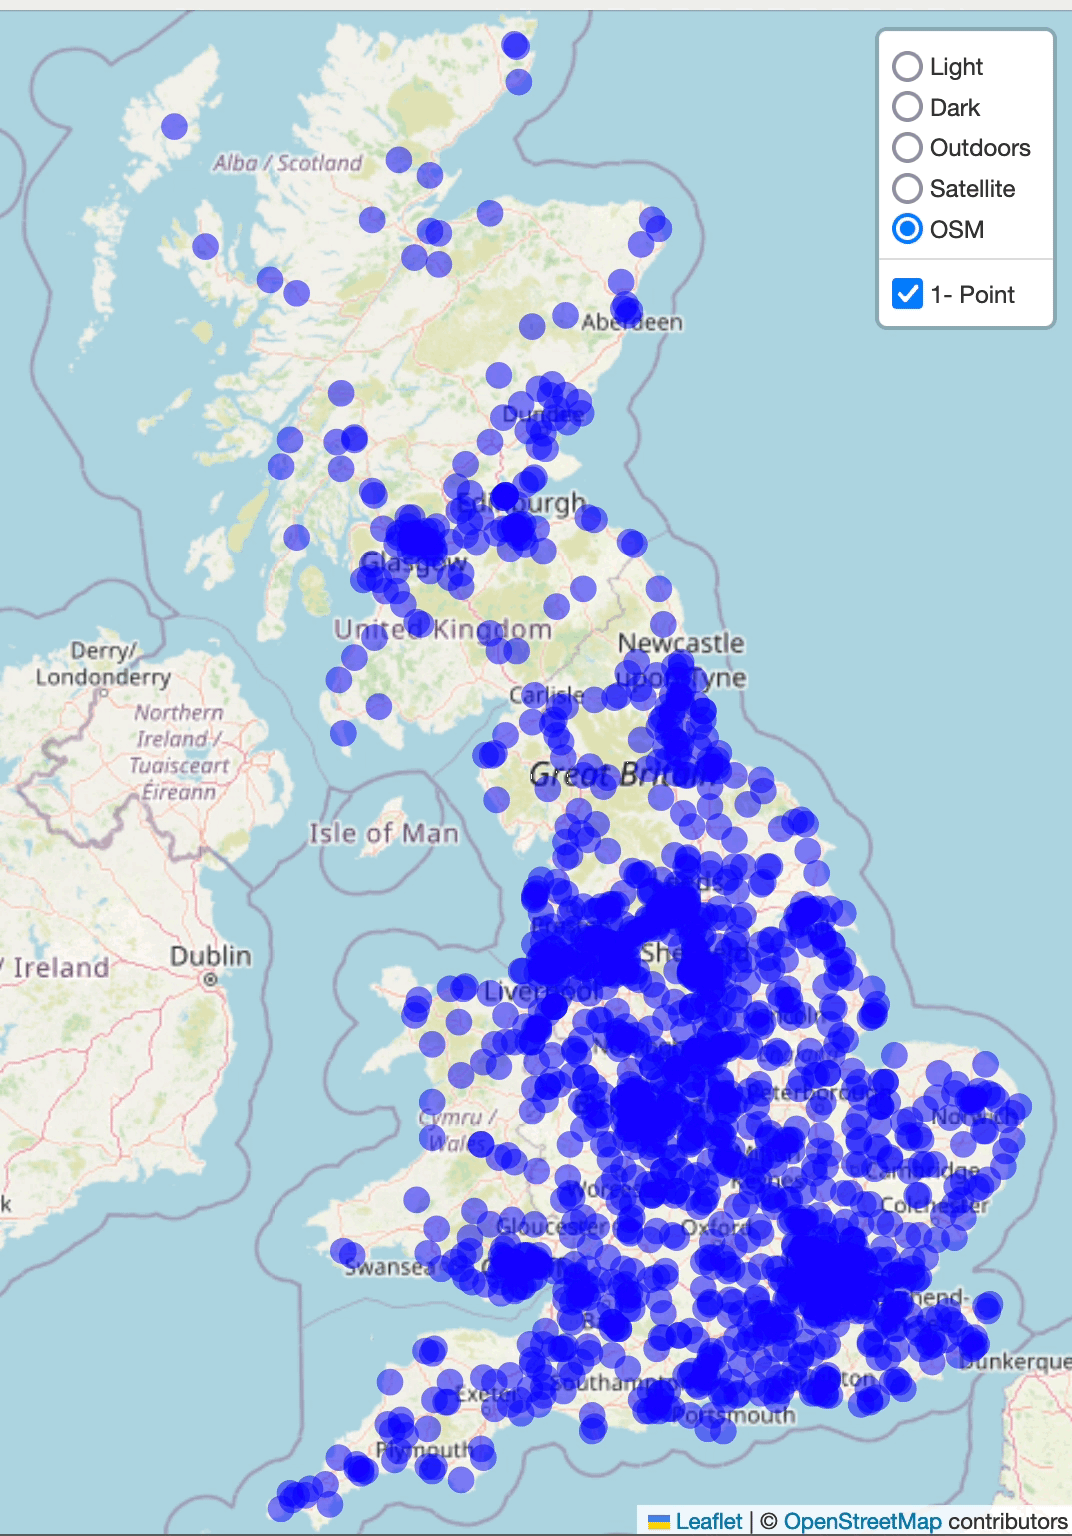 Light
Dark
Outdoors
Satellite
OSM
1- Point
Alba / Scotland
Aberdeen
Dundee
Edinburgh
Glasgow
United Kingdom
Derry/
Londonderry
Newcastle
upon Tyne
Carlisle
Northern
Ireland /
Tuaisceart
Éireann
Great Britain
Isle of Man
Dublin
/ Ireland
Liverpool
Peterborough
Norwich
Cymru /
Wales
Cambridge
Colchester
Gloucester
Oxford
Swansea
Dunkerque
Exeter
Southampton
Portsmouth
Plymouth
k
Leaflet | © OpenStreetMap contributors